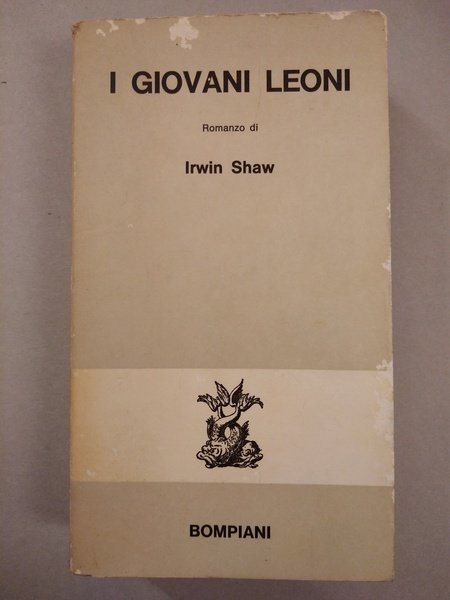 I GIOVANI LEONI
Romanzo di
Irwin Shaw
BOMPIANI